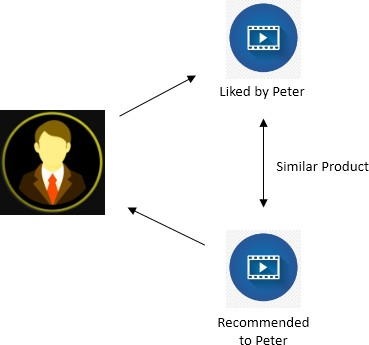 Liked by Peter
Similar Product
Recommended
to Peter